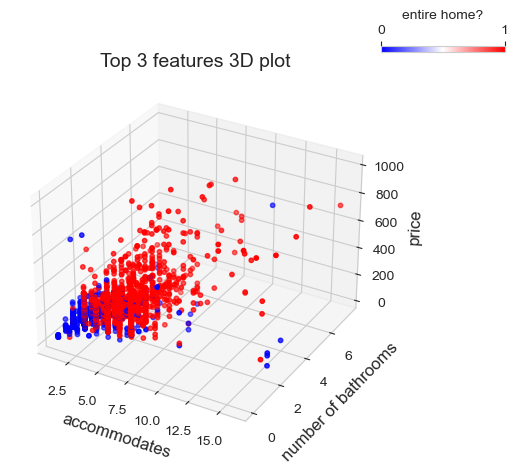 entire home?
0 1
Top 3 features 3D plot
1000
800
600
400
200
0
price
6
4
2
0
number of bathrooms
2.5 5.0 7.5 10.0 12.5 15.0
accommodates